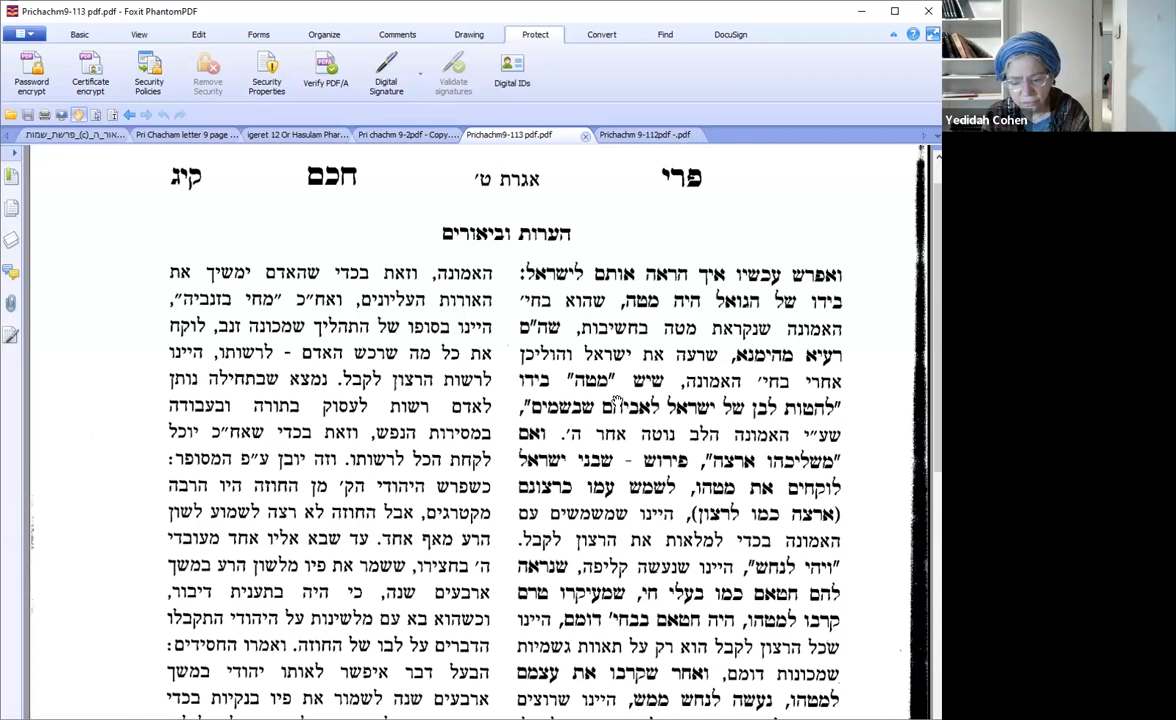 Prichachm9-113 pdf.pdf - Foxit PhantomPDF
Basic View Edit Forms Organize Comments Drawing Protect Convert Find DocuSign
Password encrypt
Certificate encrypt
Security Policies
Remove Security
Security Properties
Verify PDF/A
Digital Signature
Validate signatures
Digital IDs
אור_ה_(c)_פרשת_שמות...
Pri Chacham letter 9 page ...
igeret 12 Or Hasulam Phar...
Pri chachm 9-2pdf - Copy....
Prichachm9-113 pdf.pdf
Prichachm 9-112pdf -.pdf
Yedidah Cohen
פרי אגרת ט׳ חכם קיג
הערות וביאורים
ואפרש עכשיו איך הראה אותם לישראל:
בידו של הגואל היה מטה, שהוא בחי׳
האמונה שנקראת מטה בחשיבות, שה"ם
רעיא מהימנא, שרעה את ישראל והוליכן
אחרי בחי׳ האמונה, שיש "מטה" בידו
"להטות לבן של ישראל לאביהם שבשמים",
שע"י האמונה הלב נוטה אחר ה׳. ואם
"משליכהו ארצה", פירוש - שבני ישראל
לוקחים את מטהו, לשמש עמו כרצונם
(ארצה כמו לרצון), היינו שמשמשים עם
האמונה בכדי למלאות את הרצון לקבל.
"ויהי לנחש", היינו שנעשה קליפה, שנראה
להם חטאם כמו בעלי חי, שמעיקרו טרם
קרבו למטהו, היה חטאם בבחי׳ דומם, היינו
שכל הרצון לקבל הוא רק על תאוות גשמיות
שמכונות דומם, ואחר שקרבו את עצמם
למטהו, נעשה לנחש ממש, היינו שרוצים
האמונה, וזאת בכדי שהאדם ימשיך את
האורות העליונים, ואח"כ "מחי בזנביה",
היינו בסופו של התהליך שמכונה זנב, לוקח
את כל מה שרכש האדם - לרשותו, היינו
לרשות הרצון לקבל. נמצא שבתחילה נותן
לאדם רשות לעסוק בתורה ובעבודה
במסירות הנפש, וזאת בכדי שאח"כ יוכל
לקחת הכל לרשותו. וזה יובן ע"פ המסופר:
כשפרש היהודי הק׳ מן החוזה היו הרבה
מקטרגים, אבל החוזה לא רצה לשמוע לשון
הרע מאף אחד. עד שבא אליו אחד מעובדי
ה׳ בחצירו, ששמר את פיו מלשון הרע במשך
ארבעים שנה, כי היה בתענית דיבור,
וכשהוא בא עם מלשינות על היהודי התקבלו
הדברים על לבו של החוזה. ואמרו החסידים:
הבעל דבר איפשר לאותו יהודי במשך
ארבעים שנה לשמור את פיו בנקיות בכדי